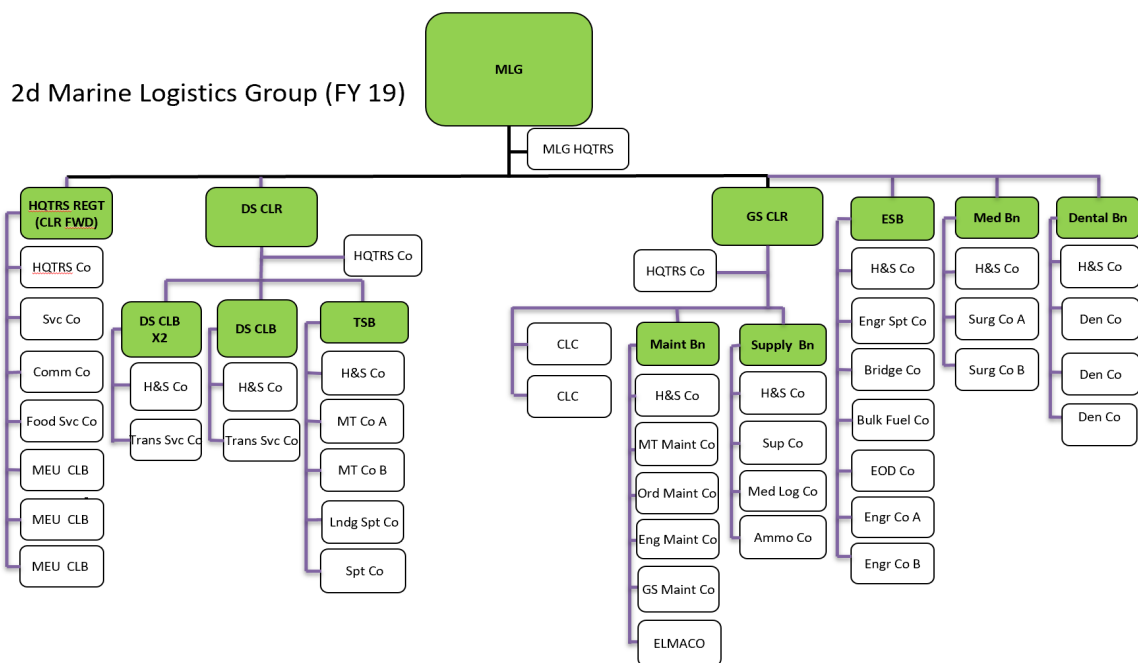 MLG
2d Marine Logistics Group (FY 19)
MLG HQTRS
HQTRS REGT
(CLR FWD)
HQTRS Co
Svc Co
Comm Co
Food Svc Co
MEU CLB
MEU CLB
MEU CLB
DS CLR
HQTRS Co
DS CLB
X2
H&S Co
Trans Svc Co
DS CLB
H&S Co
Trans Svc Co
TSB
H&S Co
MT Co A
MT Co B
Lndg Spt Co
Spt Co
GS CLR
HQTRS Co
CLC
CLC
Maint Bn
H&S Co
MT Maint Co
Ord Maint Co
Eng Maint Co
GS Maint Co
ELMACO
Supply Bn
H&S Co
Sup Co
Med Log Co
Ammo Co
ESB
H&S Co
Engr Spt Co
Bridge Co
Bulk Fuel Co
EOD Co
Engr Co A
Engr Co B
Med Bn
H&S Co
Surg Co A
Surg Co B
Dental Bn
H&S Co
Den Co
Den Co
Den Co